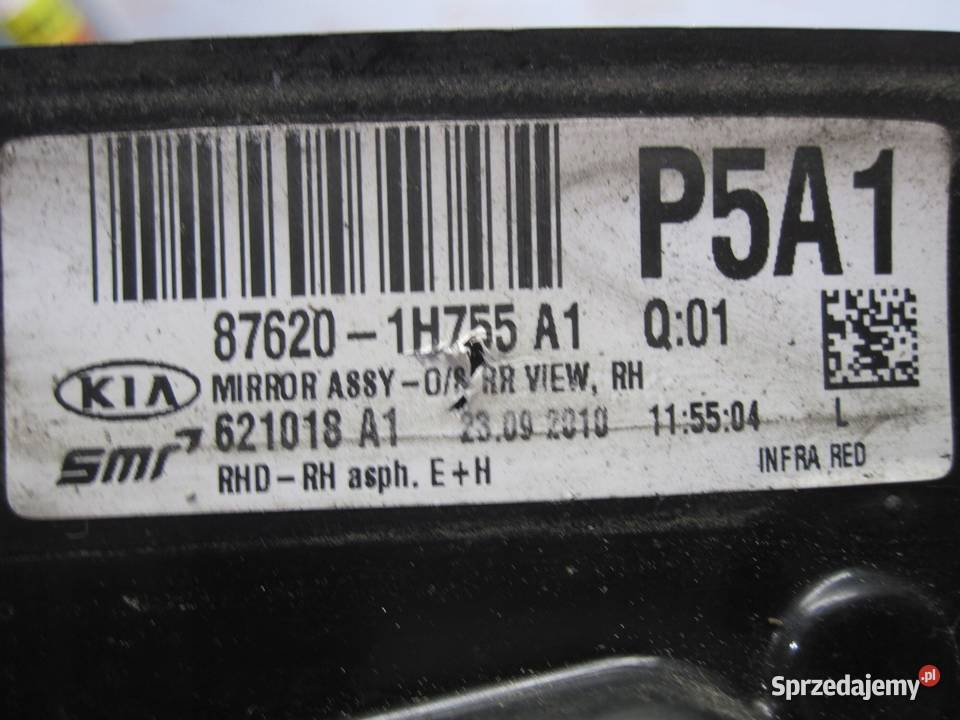 P5A1
87620-1H755 A1 Q:01
KIA MIRROR ASSY-O/S RR VIEW, RH
smr 621018 A1 23.09 2010 11:55:04 L
RHD-RH asph. E+H INFRA RED
Sprzedajemy.pl